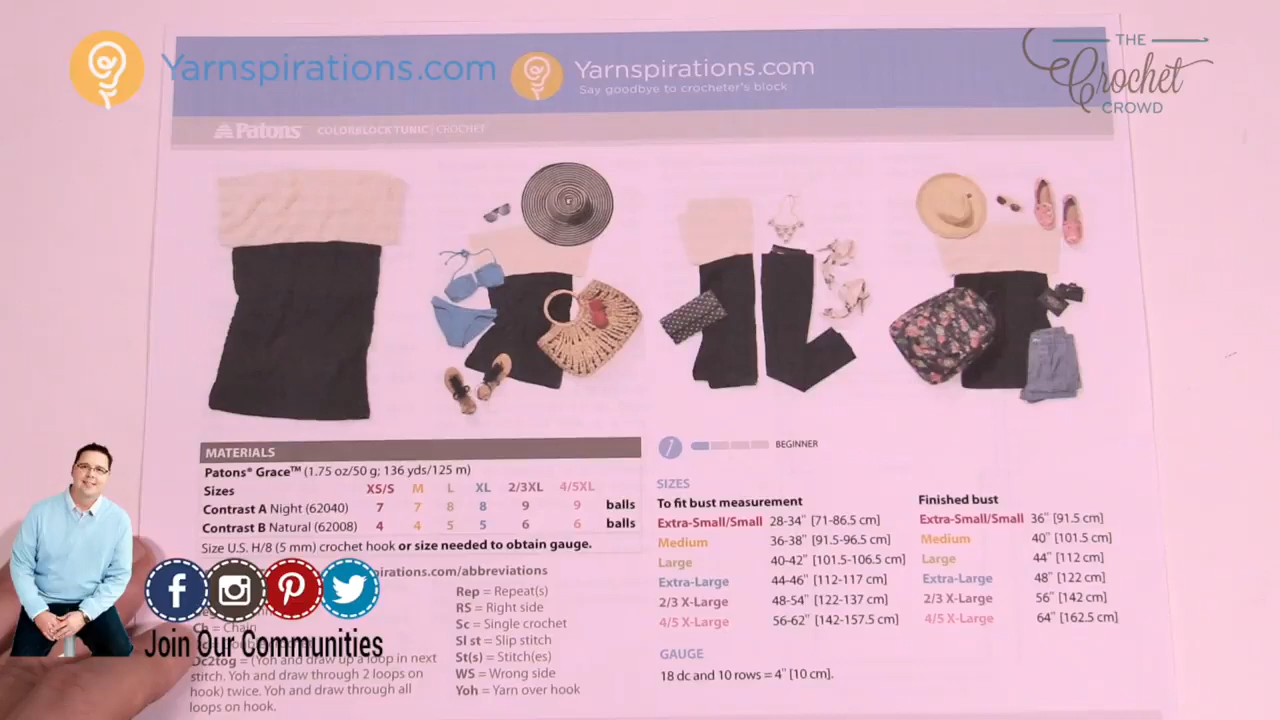 Yarnspirations.com
Yarnspirations.com
Say goodbye to crocheter's block
THE
Crochet
CROWD
Patons COLORBLOCK TUNIC | CROCHET
MATERIALS
Patons® Grace™ (1.75 oz/50 g; 136 yds/125 m)
Sizes XS/S M L XL 2/3XL 4/5XL
Contrast A Night (62040) 7 7 8 8 9 9 balls
Contrast B Natural (62008) 4 4 5 5 6 6 balls
Size U.S. H/8 (5 mm) crochet hook or size needed to obtain gauge.
irations.com/abbreviations
Ch = Chain
Dc2tog = (Yoh and draw up a loop in next
stitch. Yoh and draw through 2 loops on
hook) twice. Yoh and draw through all
loops on hook.
Rep = Repeat(s)
RS = Right side
Sc = Single crochet
Sl st = Slip stitch
St(s) = Stitch(es)
WS = Wrong side
Yoh = Yarn over hook
BEGINNER
SIZES
To fit bust measurement
Extra-Small/Small 28-34" [71-86.5 cm]
Medium 36-38" [91.5-96.5 cm]
Large 40-42" [101.5-106.5 cm]
Extra-Large 44-46" [112-117 cm]
2/3 X-Large 48-54" [122-137 cm]
4/5 X-Large 56-62" [142-157.5 cm]
Finished bust
Extra-Small/Small 36" [91.5 cm]
Medium 40" [101.5 cm]
Large 44" [112 cm]
Extra-Large 48" [122 cm]
2/3 X-Large 56" [142 cm]
4/5 X-Large 64" [162.5 cm]
GAUGE
18 dc and 10 rows = 4" [10 cm].
Join Our Communities